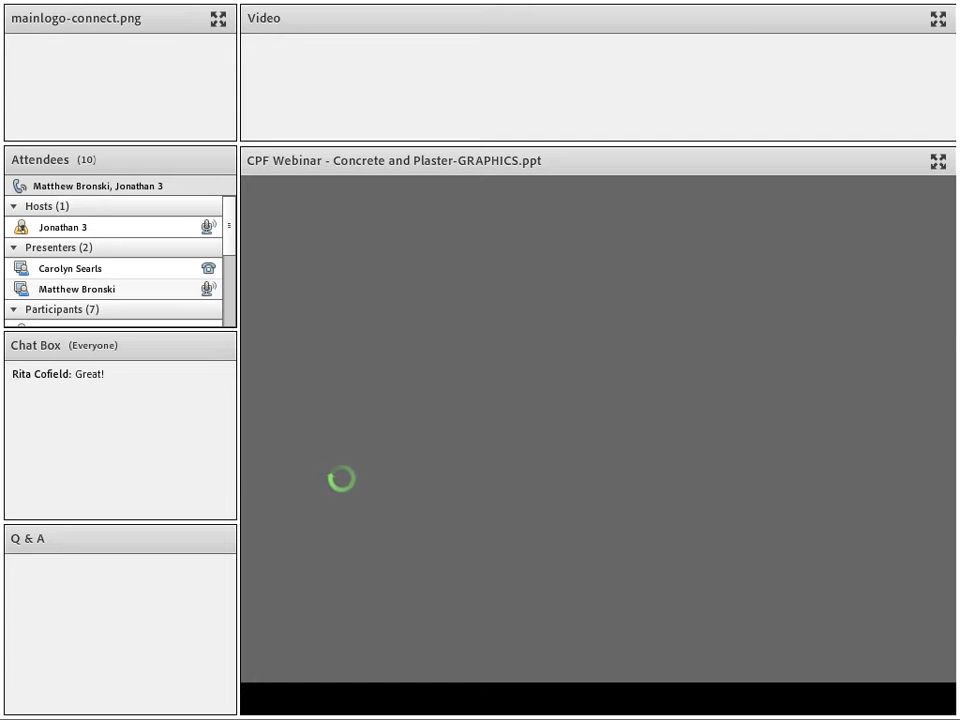 mainlogo-connect.png
Video
Attendees (10)
Matthew Bronski, Jonathan 3
Hosts (1)
Jonathan 3
Presenters (2)
Carolyn Searls
Matthew Bronski
Participants (7)
Chat Box (Everyone)
Rita Cofield: Great!
Q & A
CPF Webinar - Concrete and Plaster-GRAPHICS.ppt